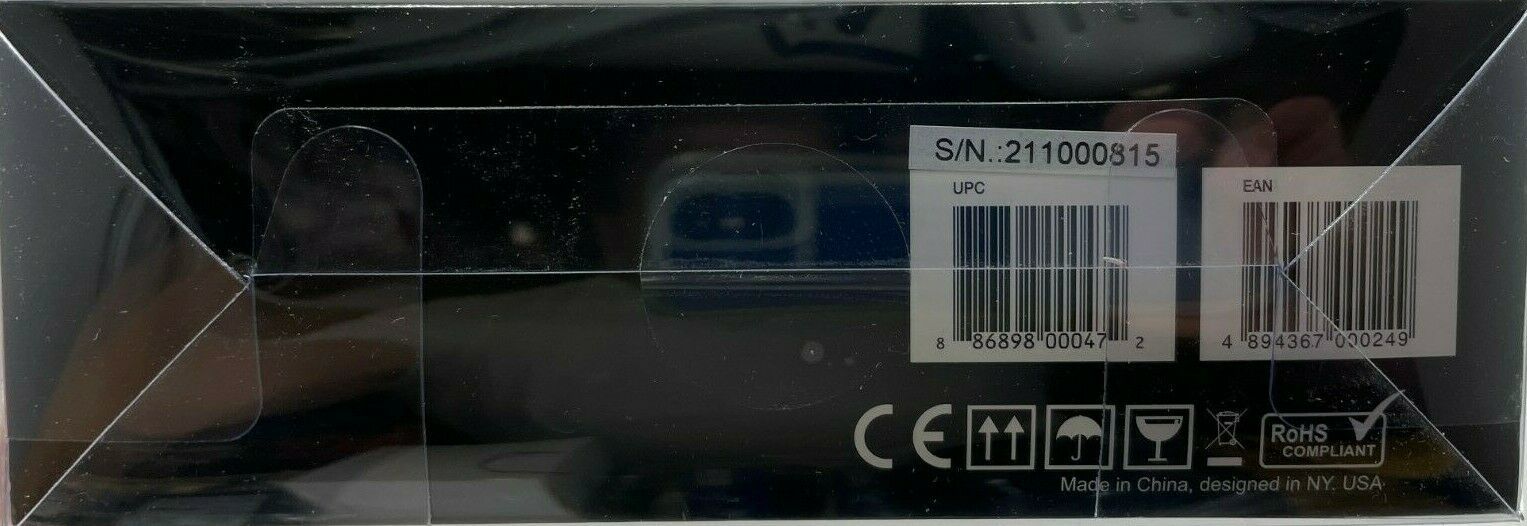 S/N.:211000815
UPC
8 86898 00047 2
EAN
4 894367 000249
CE
RoHS
COMPLIANT
Made in China, designed in NY. USA